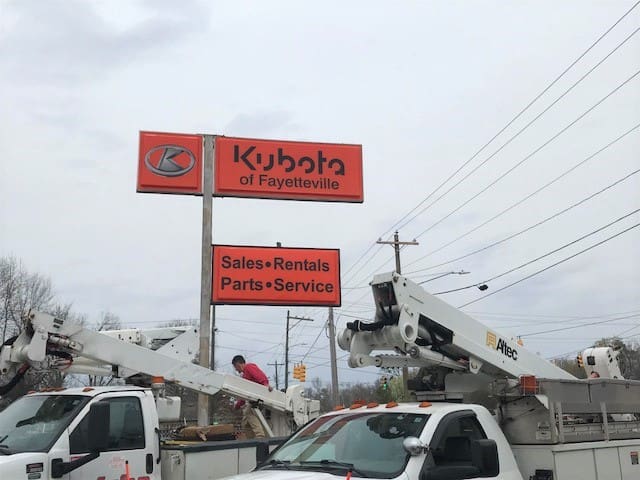 K
Kubota
of Fayetteville
Sales•Rentals
Parts•Service
Altec